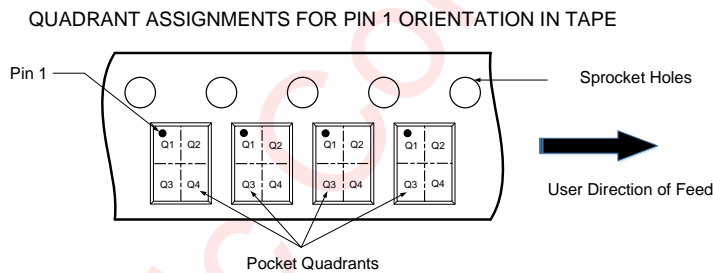 QUADRANT ASSIGNMENTS FOR PIN 1 ORIENTATION IN TAPE
Pin 1
Sprocket Holes
Q1 Q2 Q1 Q2 Q1 Q2 Q1 Q2
Q3 Q4 Q3 Q4 Q3 Q4 Q3 Q4
User Direction of Feed
Pocket Quadrants